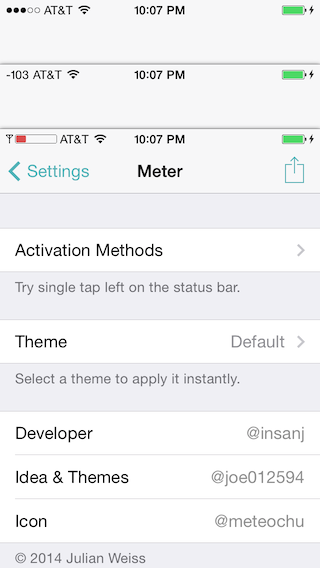 AT&T 10:07 PM
-103 AT&T 10:07 PM
AT&T 10:07 PM
Settings Meter
Activation Methods
Try single tap left on the status bar.
Theme Default
Select a theme to apply it instantly.
Developer @insanj
Idea & Themes @joe012594
Icon @meteochu
© 2014 Julian Weiss